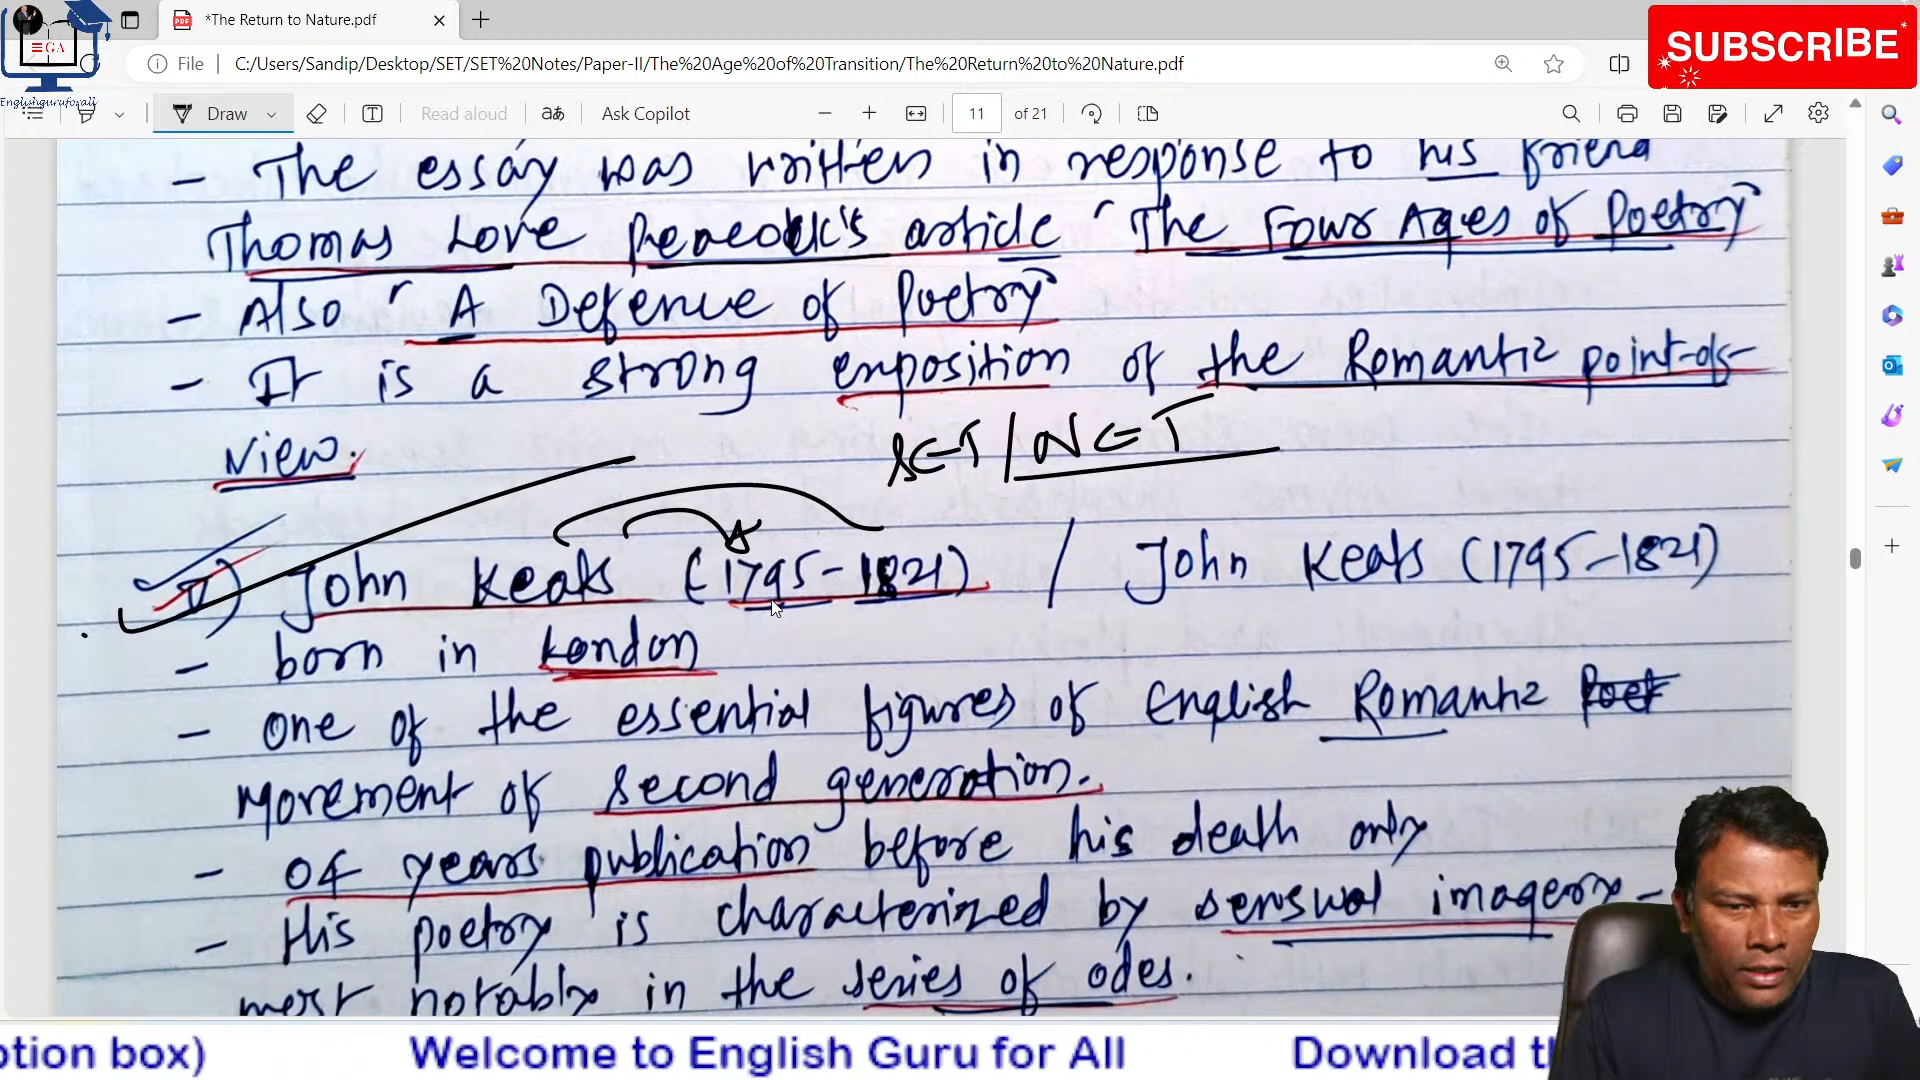 *The Return to Nature.pdf
SUBSCRIBE
EGA
Englishguruforall
File
C:/Users/Sandip/Desktop/SET/SET%20Notes/Paper-II/The%20Age%20of%20Transition/The%20Return%20to%20Nature.pdf
Draw
Read aloud
aあ
Ask Copilot
11 of 21
- The essay was written in response to his friend
Thomas Love Peacock's article "The Four Ages of Poetry"
- Also "A Defence of Poetry"
- It is a strong exposition of the Romantic point-of-
view.
SET/NET
V) John Keats (1795-1821) / John Keats (1795-1821)
- born in London
- One of the essential figures of English Romantic Poet
Movement of second generation.
- 04 years publication before his death only
- His poetry is characterized by sensual imagery-
most notably in the series of odes.
ption box) Welcome to English Guru for All Download th